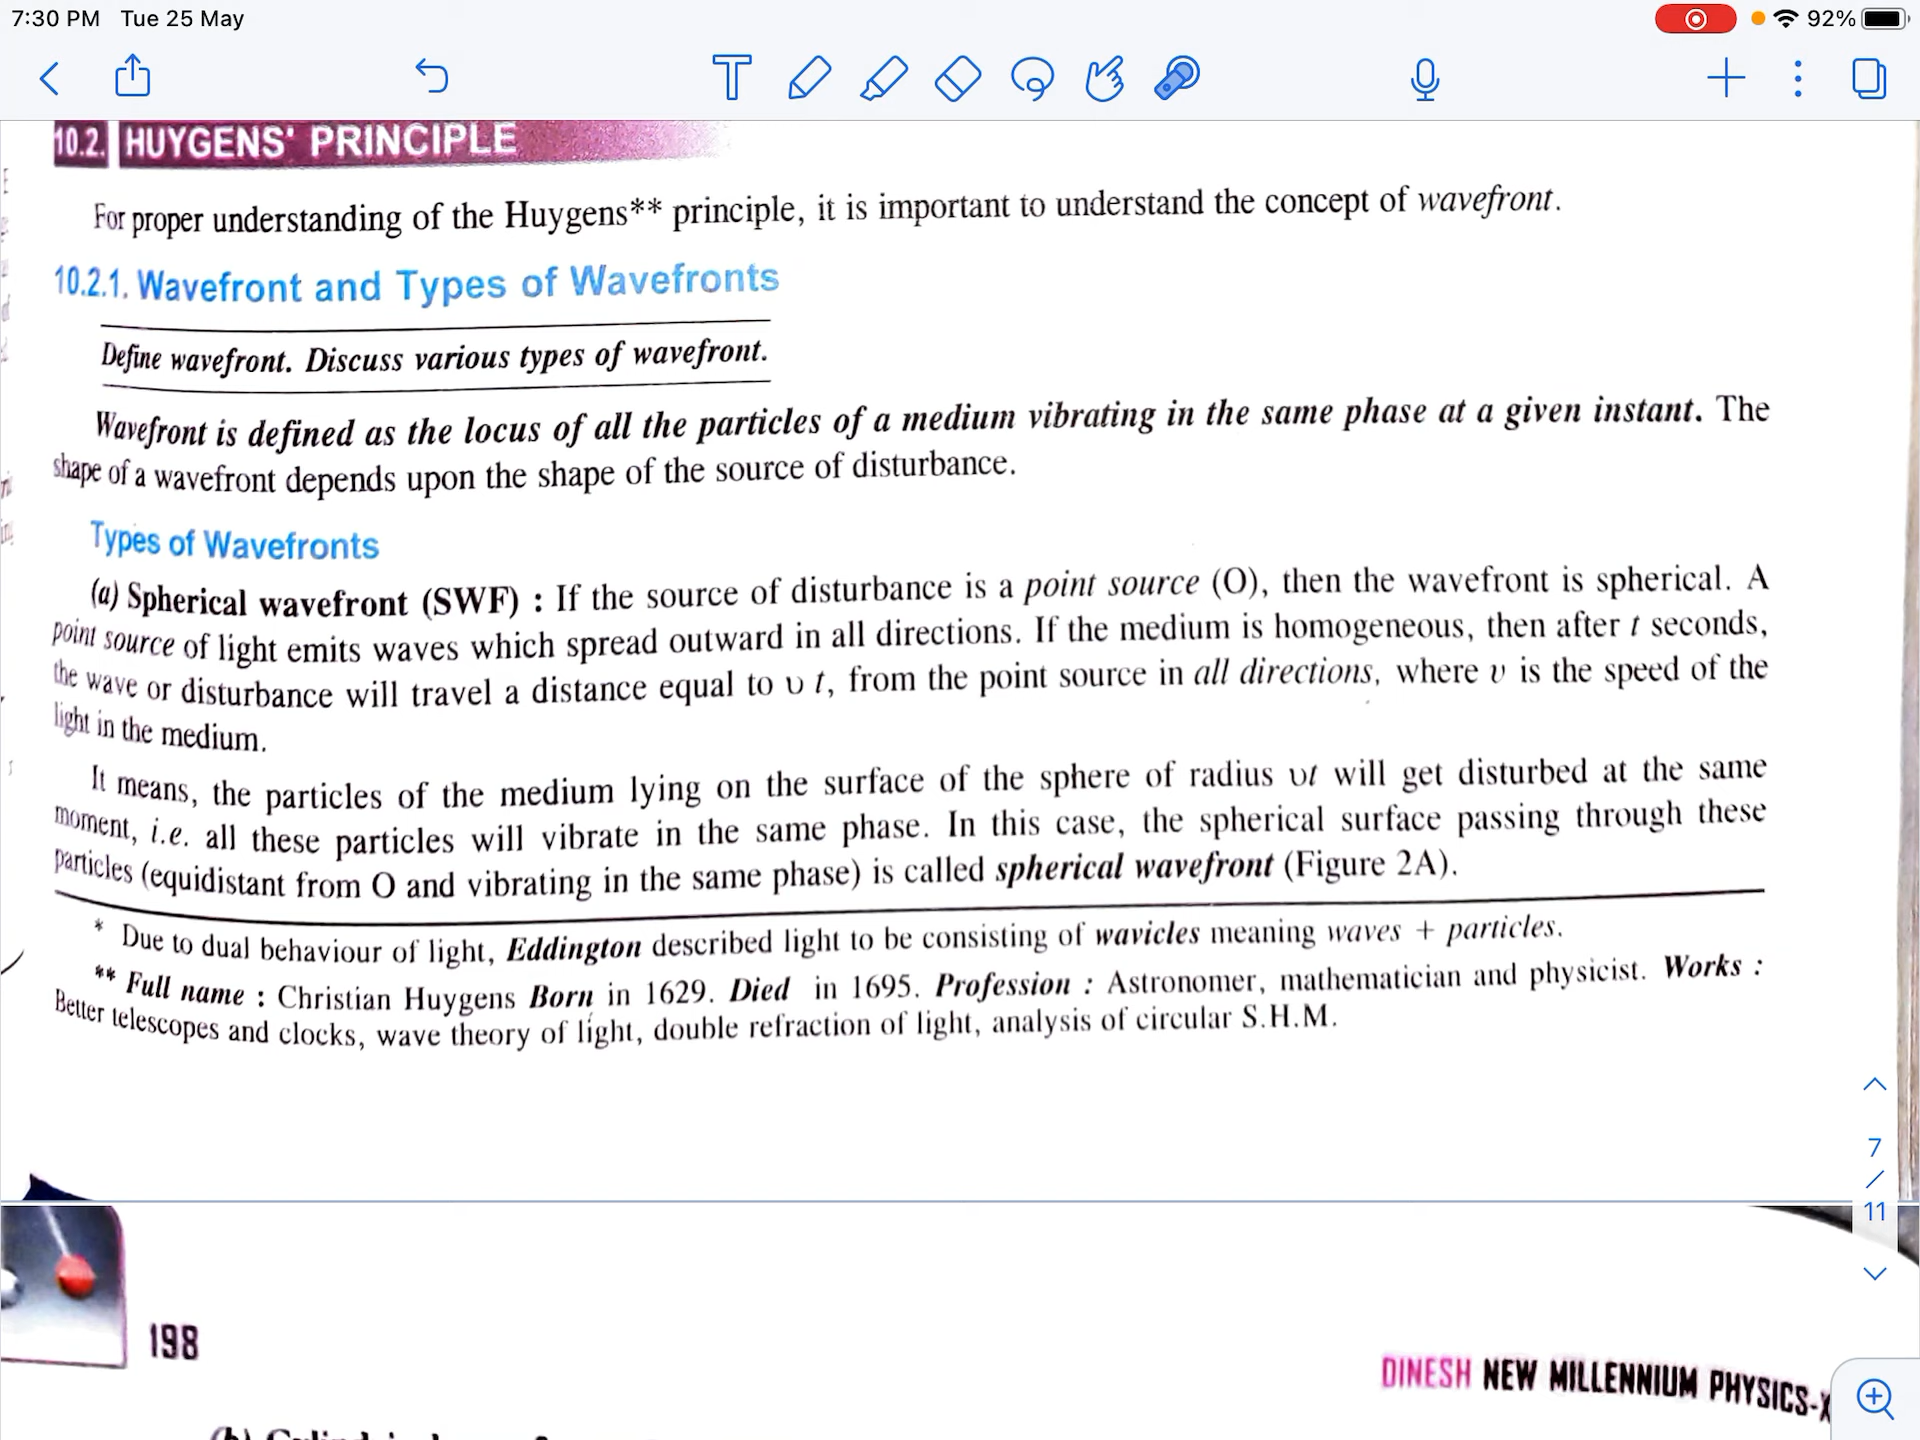 7:30 PM Tue 25 May
92%
10.2. HUYGENS' PRINCIPLE
For proper understanding of the Huygens** principle, it is important to understand the concept of wavefront.
10.2.1. Wavefront and Types of Wavefronts
Define wavefront. Discuss various types of wavefront.
Wavefront is defined as the locus of all the particles of a medium vibrating in the same phase at a given instant. The
shape of a wavefront depends upon the shape of the source of disturbance.
Types of Wavefronts
(a) Spherical wavefront (SWF) : If the source of disturbance is a point source (O), then the wavefront is spherical. A
point source of light emits waves which spread outward in all directions. If the medium is homogeneous, then after t seconds,
the wave or disturbance will travel a distance equal to υ t, from the point source in all directions, where υ is the speed of the
light in the medium.
It means, the particles of the medium lying on the surface of the sphere of radius υt will get disturbed at the same
moment, i.e. all these particles will vibrate in the same phase. In this case, the spherical surface passing through these
particles (equidistant from O and vibrating in the same phase) is called spherical wavefront (Figure 2A).
* Due to dual behaviour of light, Eddington described light to be consisting of wavicles meaning waves + particles.
** Full name : Christian Huygens Born in 1629. Died in 1695. Profession : Astronomer, mathematician and physicist. Works :
Better telescopes and clocks, wave theory of light, double refraction of light, analysis of circular S.H.M.
7
/
11
198
DINESH NEW MILLENNIUM PHYSICS-X